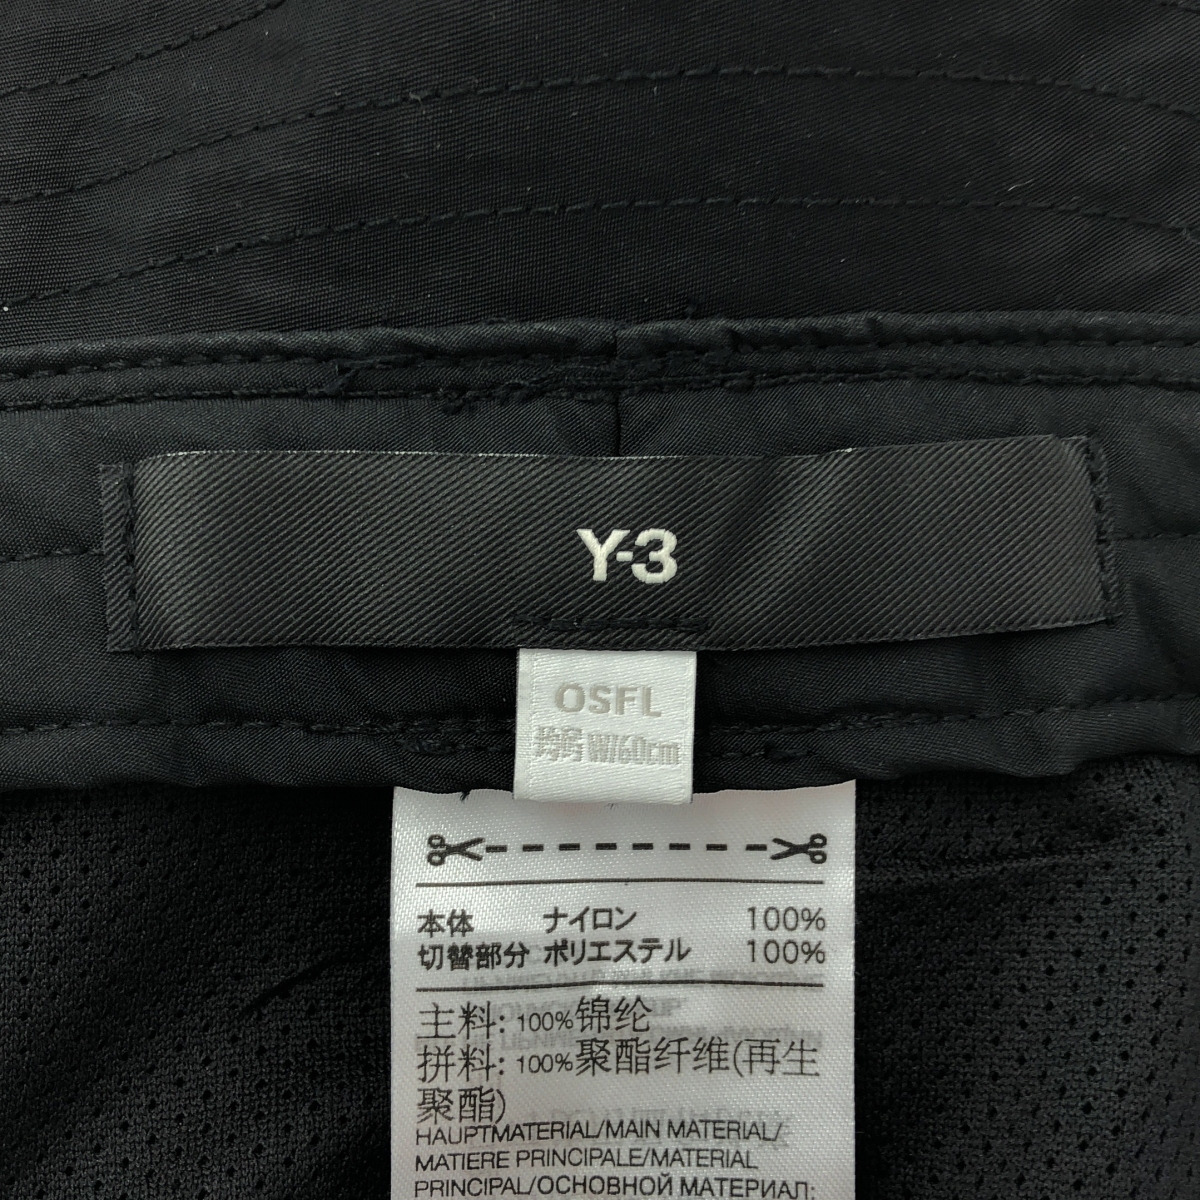 Y-3
OSFL
均码 W/60cm
本体 ナイロン 100%
切替部分 ポリエステル 100%
主料: 100%锦纶
拼料: 100%聚酯纤维(再生
聚酯)
HAUPTMATERIAL/MAIN MATERIAL/
MATIERE PRINCIPALE/MATERIAL
PRINCIPAL/ОСНОВНОЙ МАТЕРИАЛ: